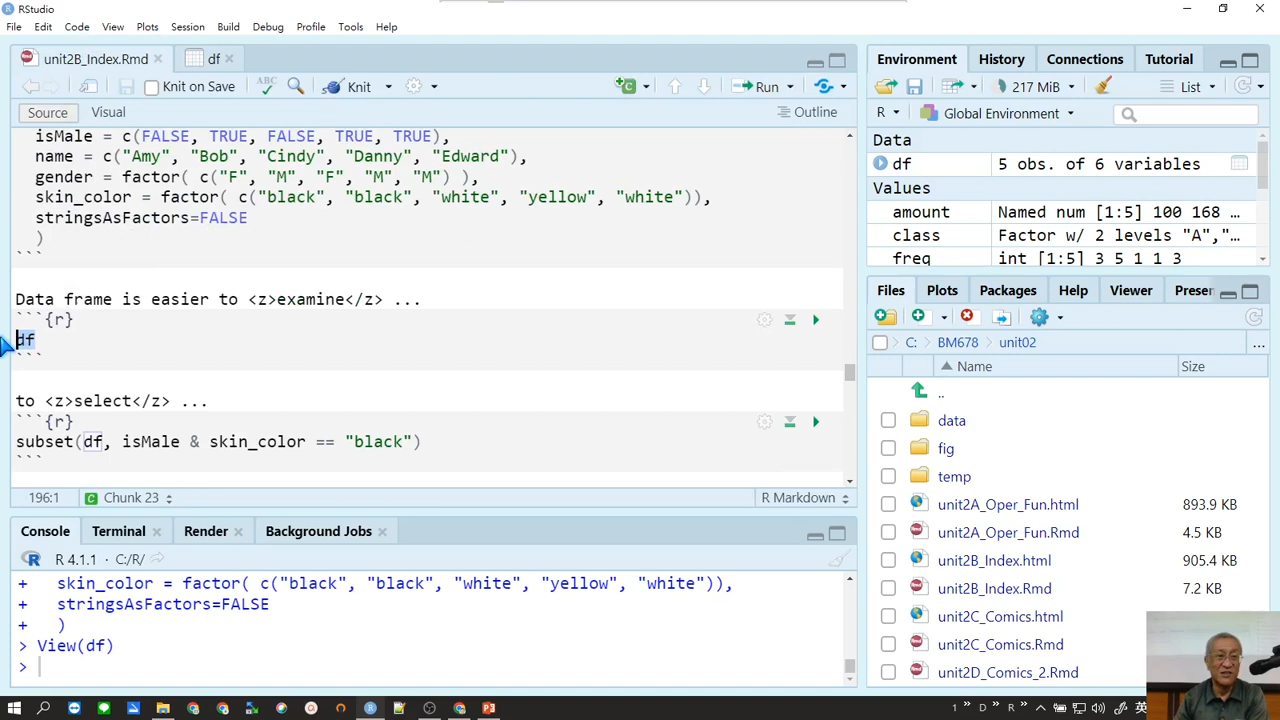 RStudio
File Edit Code View Plots Session Build Debug Profile Tools Help
unit2B_Index.Rmd df
Knit on Save ABC Knit Run
Source Visual Outline
isMale = c(FALSE, TRUE, FALSE, TRUE, TRUE),
name = c("Amy", "Bob", "Cindy", "Danny", "Edward"),
gender = factor( c("F", "M", "F", "M", "M") ),
skin_color = factor( c("black", "black", "white", "yellow", "white")),
stringsAsFactors=FALSE
)
```
Data frame is easier to <z>examine</z> ...
```{r}
df
```
to <z>select</z> ...
```{r}
subset(df, isMale & skin_color == "black")
```
196:1 C Chunk 23 R Markdown
Console Terminal Render Background Jobs
R 4.1.1 · C:/R/
+ skin_color = factor( c("black", "black", "white", "yellow", "white")),
+ stringsAsFactors=FALSE
+ )
> View(df)
>
Environment History Connections Tutorial
217 MiB List
R Global Environment
Data
df 5 obs. of 6 variables
Values
amount Named num [1:5] 100 168 …
class Factor w/ 2 levels "A","…
freq int [1:5] 3 5 1 1 3
Files Plots Packages Help Viewer Presen
C: BM678 unit02 ...
Name Size
..
data
fig
temp
unit2A_Oper_Fun.html 893.9 KB
unit2A_Oper_Fun.Rmd 4.5 KB
unit2B_Index.html 905.4 KB
unit2B_Index.Rmd 7.2 KB
unit2C_Comics.html
unit2C_Comics.Rmd
unit2D_Comics_2.Rmd
1 » D » R » 英